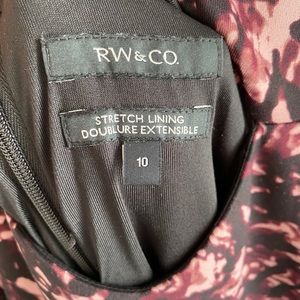 RW&CO.
STRETCH LINING
DOUBLURE EXTENSIBLE
10